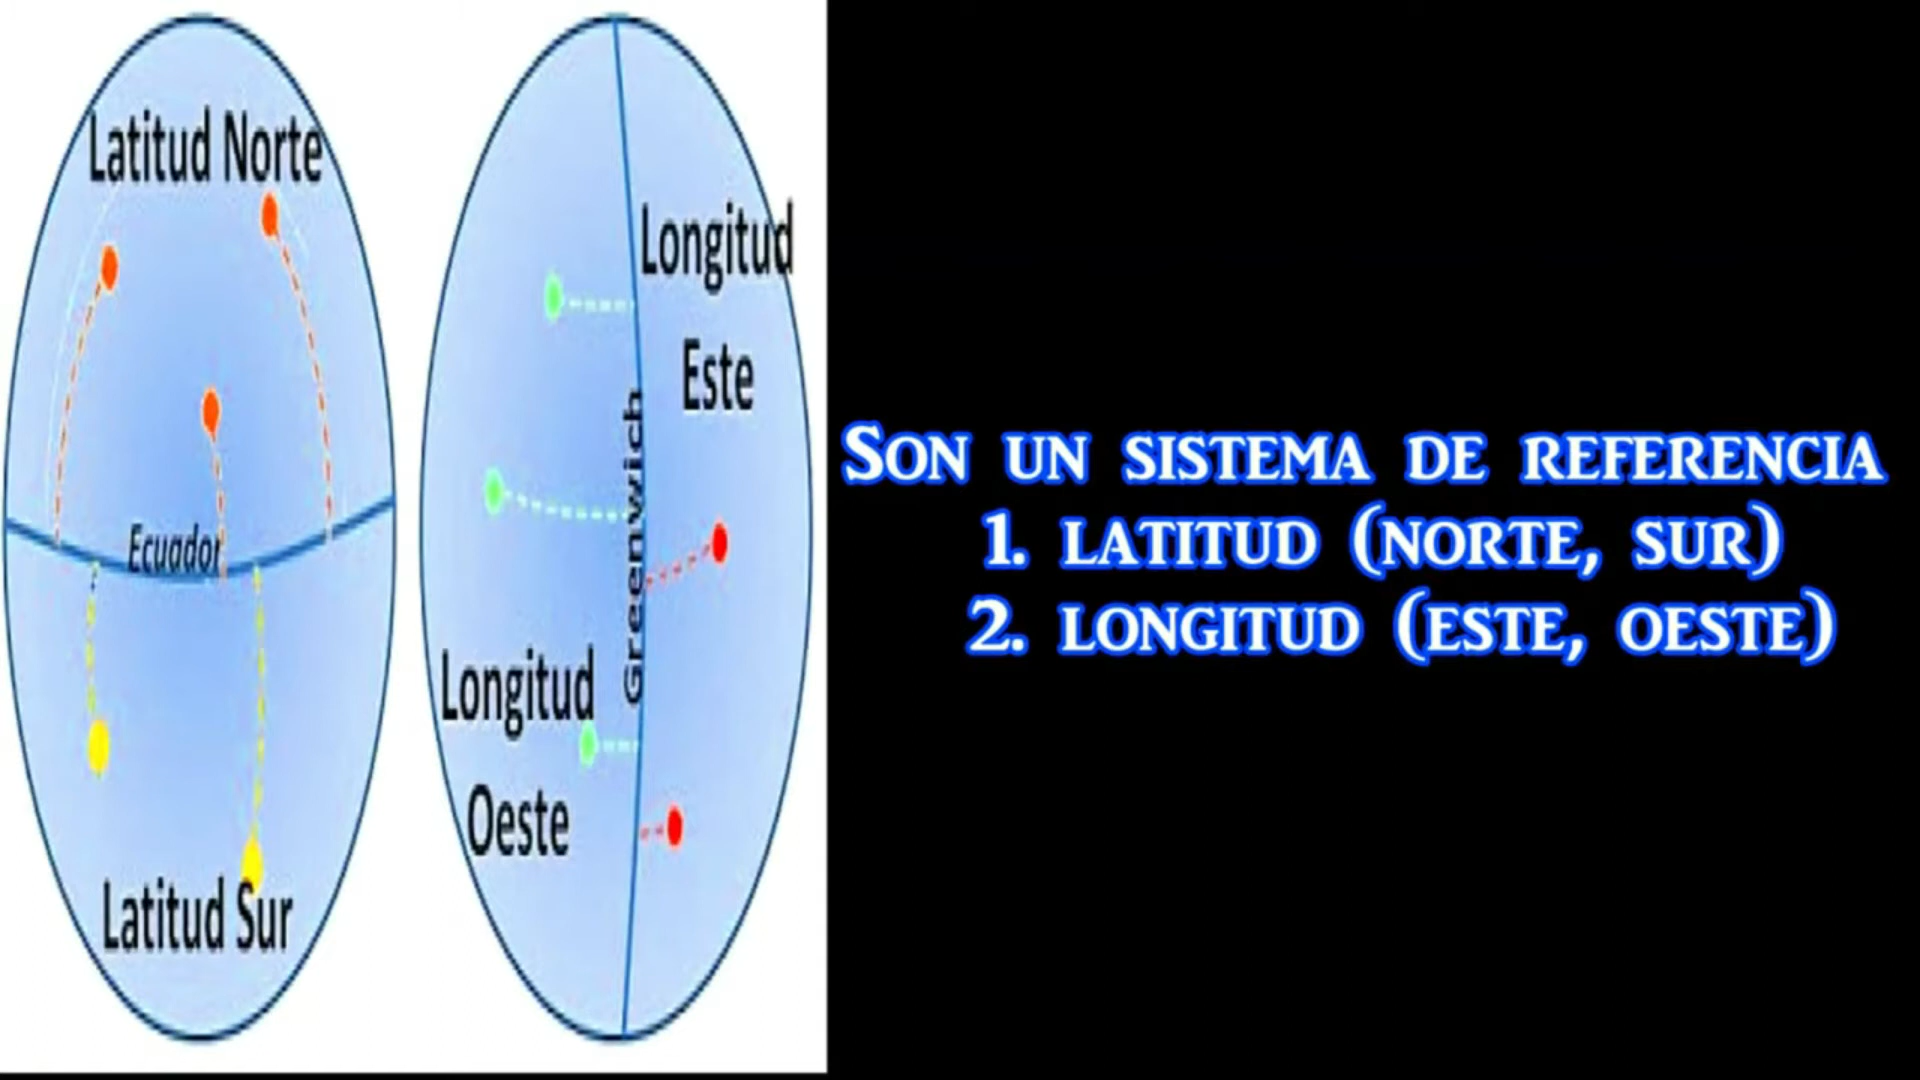 Latitud Norte
Ecuador
Latitud Sur
Longitud
Este
Greenwich
Longitud
Oeste
SON UN SISTEMA DE REFERENCIA
1. LATITUD (NORTE, SUR)
2. LONGITUD (ESTE, OESTE)